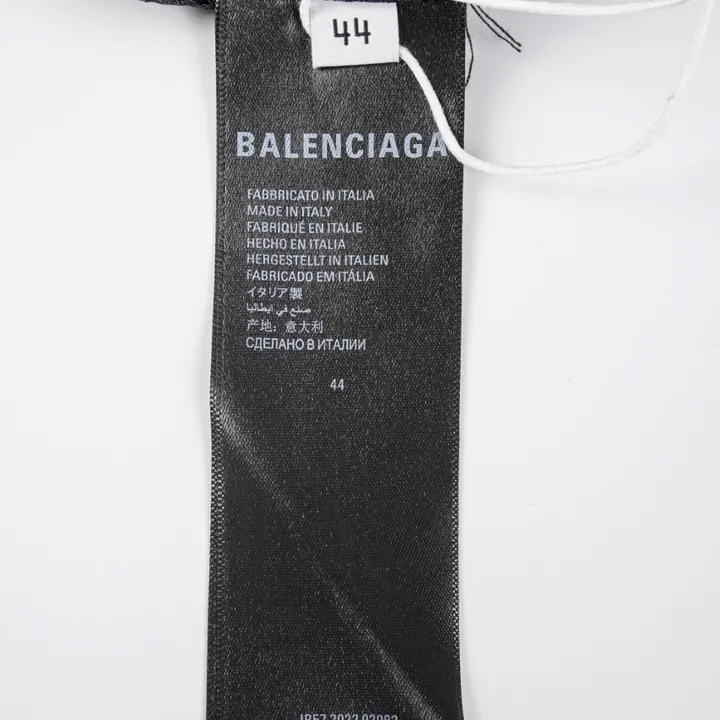 44
BALENCIAGA
FABBRICATO IN ITALIA
MADE IN ITALY
FABRIQUÉ EN ITALIE
HECHO EN ITALIA
HERGESTELLT IN ITALIEN
FABRICADO EM ITÁLIA
イタリア製
صنع في ايطاليا
产地：意大利
СДЕЛАНО В ИТАЛИИ
44